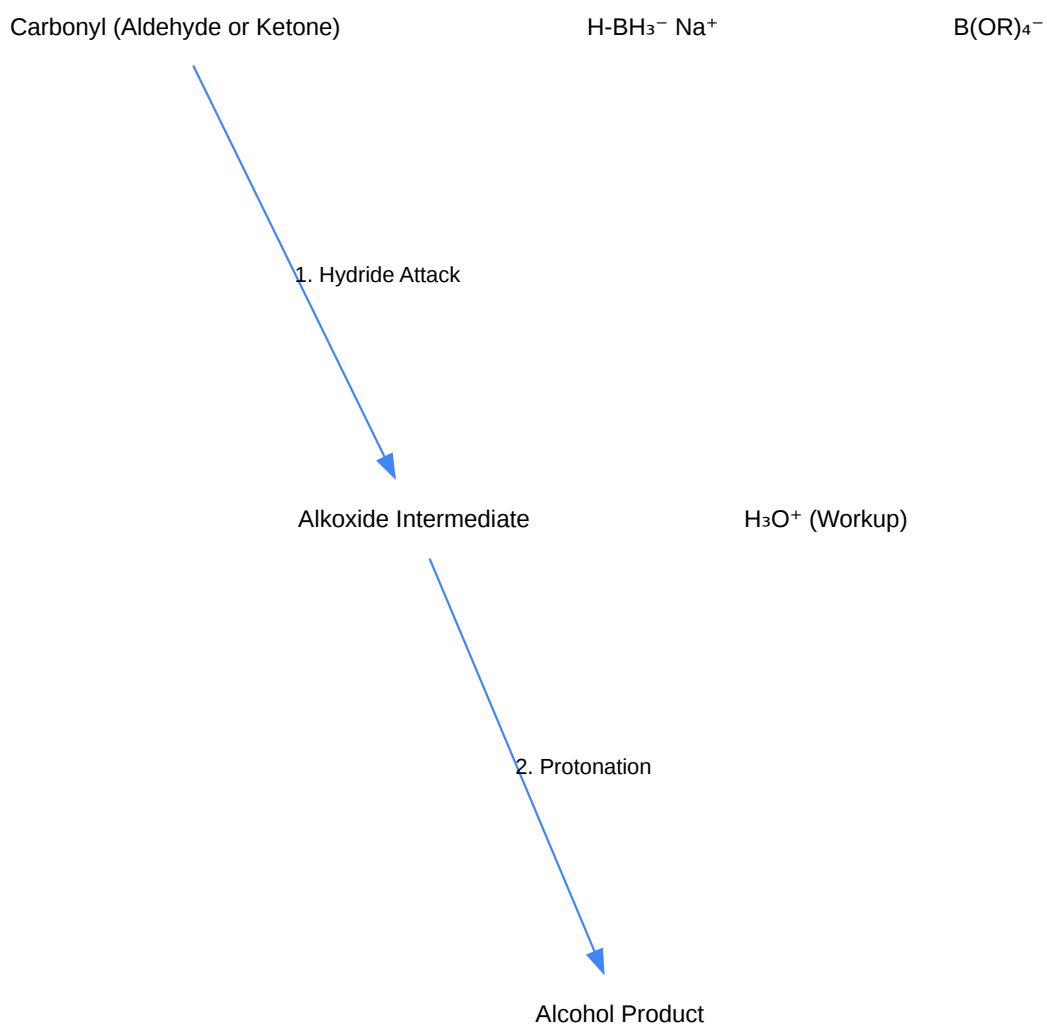 Carbonyl (Aldehyde or Ketone)
H-BH₃⁻ Na⁺
B(OR)₄⁻
1. Hydride Attack
Alkoxide Intermediate
H₃O⁺ (Workup)
2. Protonation
Alcohol Product